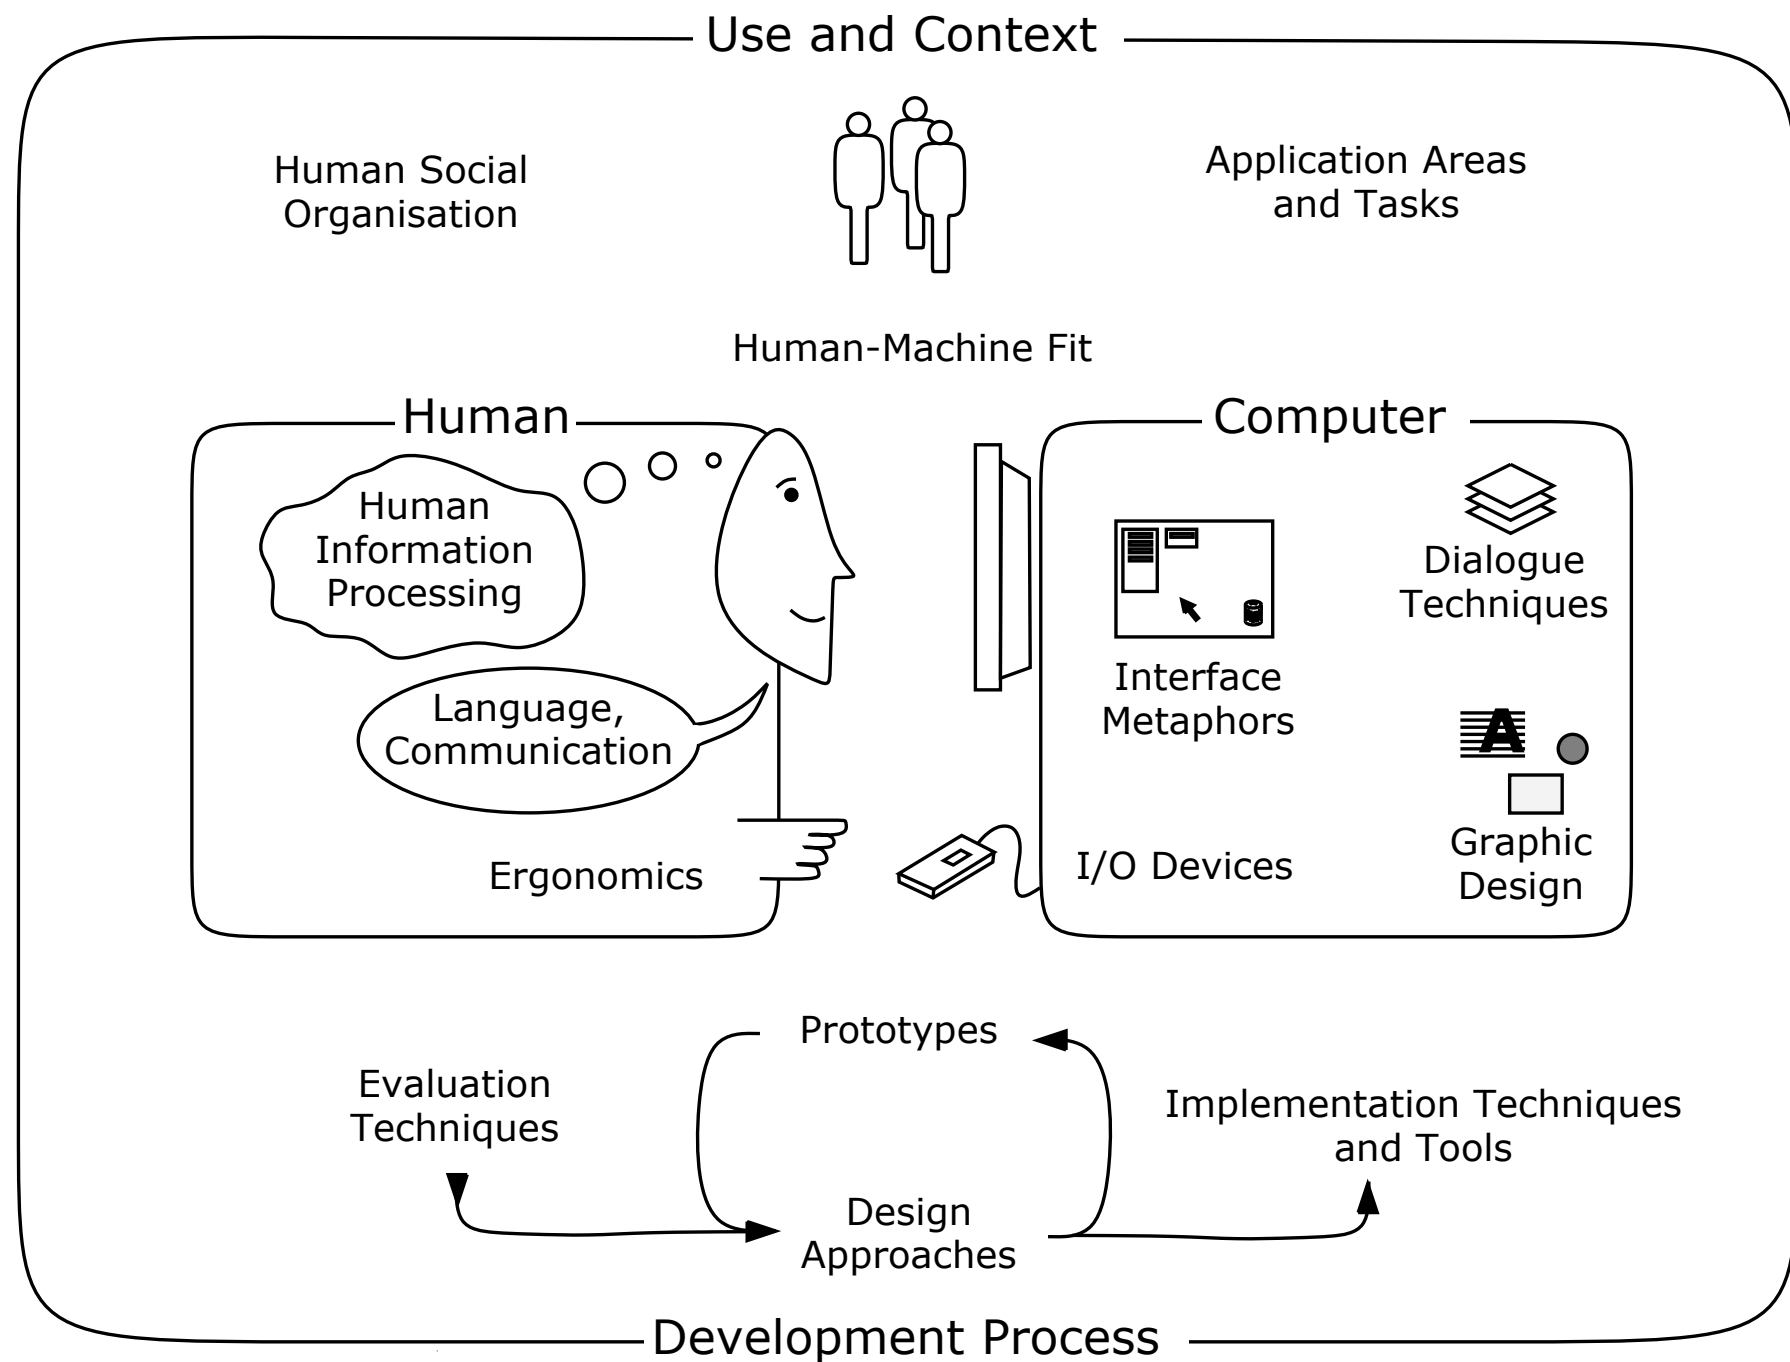 Use and Context
Human Social
Organisation
Application Areas
and Tasks
Human-Machine Fit
Human
Human
Information
Processing
Language,
Communication
Ergonomics
Computer
Dialogue
Techniques
Interface
Metaphors
A
I/O Devices
Graphic
Design
Prototypes
Evaluation
Techniques
Implementation Techniques
and Tools
Design
Approaches
Development Process